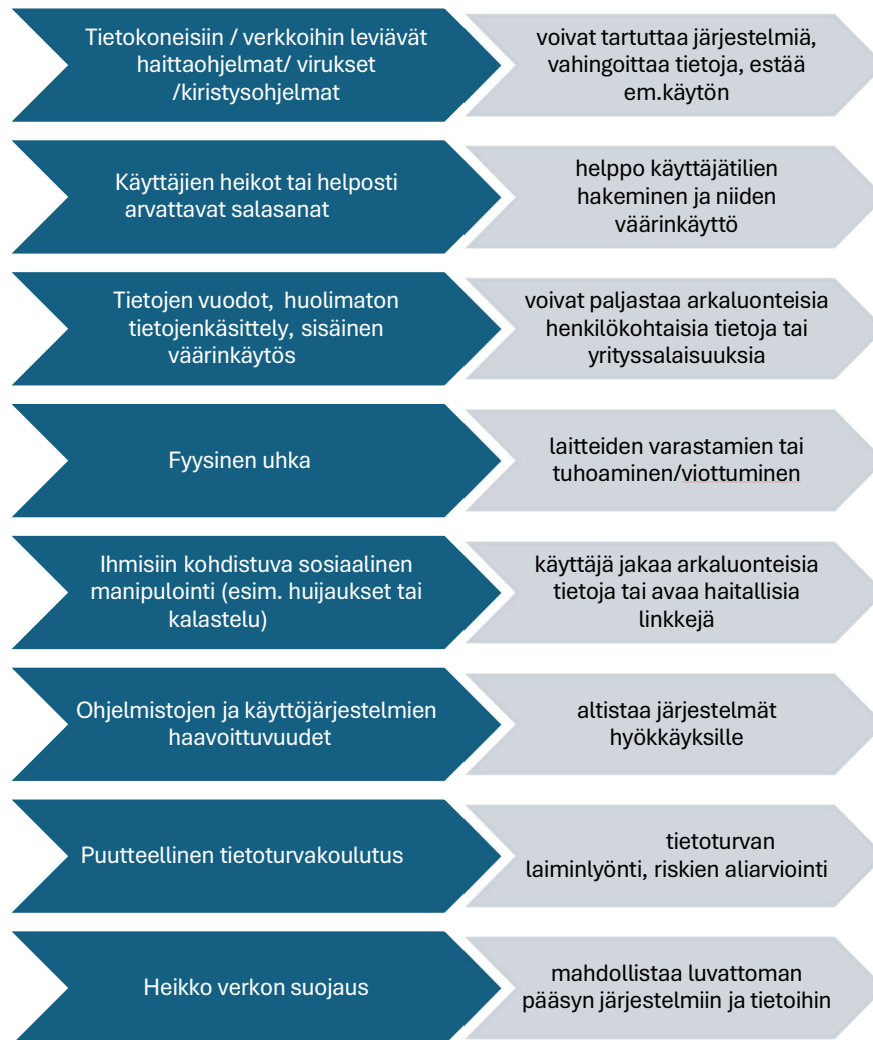 Tietokoneisiin / verkkoihin leviävät
haittaohjelmat/ virukset
/kiristysohjelmat
voivat tartuttaa järjestelmiä,
vahingoittaa tietoja, estää
em.käytön
Käyttäjien heikot tai helposti
arvattavat salasanat
helppo käyttäjätilien
hakeminen ja niiden
väärinkäyttö
Tietojen vuodot,  huolimaton
tietojenkäsittely, sisäinen
väärinkäytös
voivat paljastaa arkaluonteisia
henkilökohtaisia tietoja tai
yrityssalaisuuksia
Fyysinen uhka
laitteiden varastamien tai
tuhoaminen/viottuminen
Ihmisiin kohdistuva sosiaalinen
manipulointi (esim. huijaukset tai
kalastelu)
käyttäjä jakaa arkaluonteisia
tietoja tai avaa haitallisia
linkkejä
Ohjelmistojen ja käyttöjärjestelmien
haavoittuvuudet
altistaa järjestelmät
hyökkäyksille
Puutteellinen tietoturvakoulutus
tietoturvan
laiminlyönti, riskien aliarviointi
Heikko verkon suojaus
mahdollistaa luvattoman
pääsyn järjestelmiin ja tietoihin